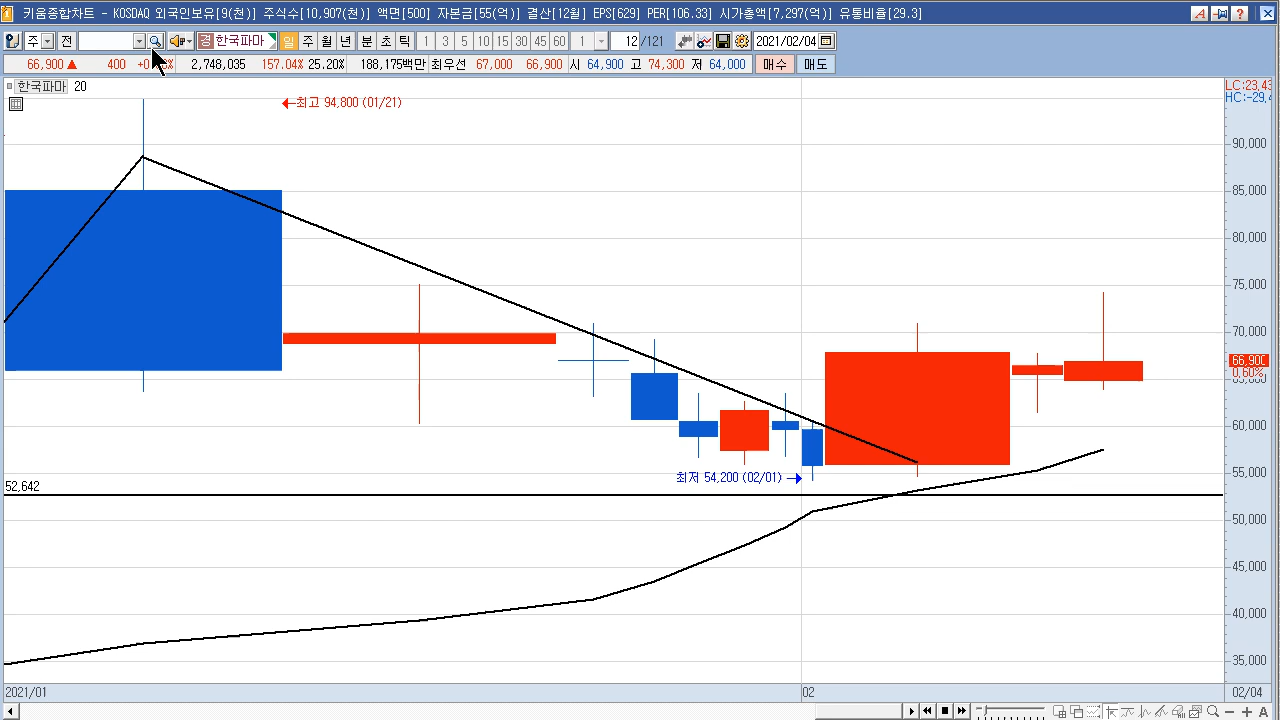 키움종합차트 - KOSDAQ 외국인보유[9(천)] 주식수[10,907(천)] 액면[500] 자본금[55(억)] 결산[12월] EPS[629] PER[106.33] 시가총액[7,297(억)] 유통비율[29.3]
주 전 한국파마 일 주 월 년 분 초 틱 1 3 5 10 15 30 45 60 1 12 /121 2021/02/04
66,900 ▲ 400 2,748,035 157.04% 25.20% 188,175백만 최우선 67,000 66,900 시 64,900 고 74,300 저 64,000 매수 매도
한국파마 20
LC:23,43
HC:-29,4
←최고 94,800 (01/21)
90,000
85,000
80,000
75,000
70,000
66,900
0.60%
65,000
60,000
55,000
최저 54,200 (02/01) →
52,642
50,000
45,000
40,000
35,000
2021/01 02 02/04
A